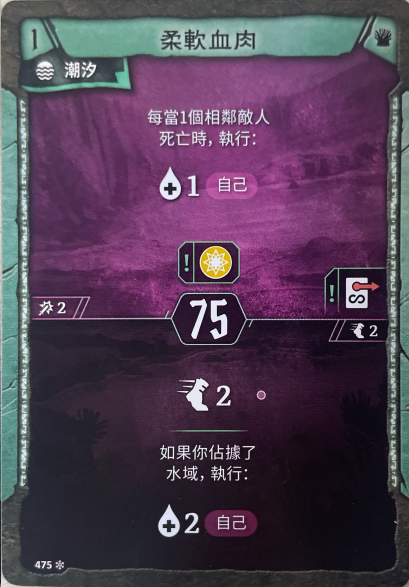 1
柔軟血肉
潮汐
每當1個相鄰敵人
死亡時，執行：
1 自己
!
!
S
2
75
2
2
如果你佔據了
水域，執行：
2 自己
475